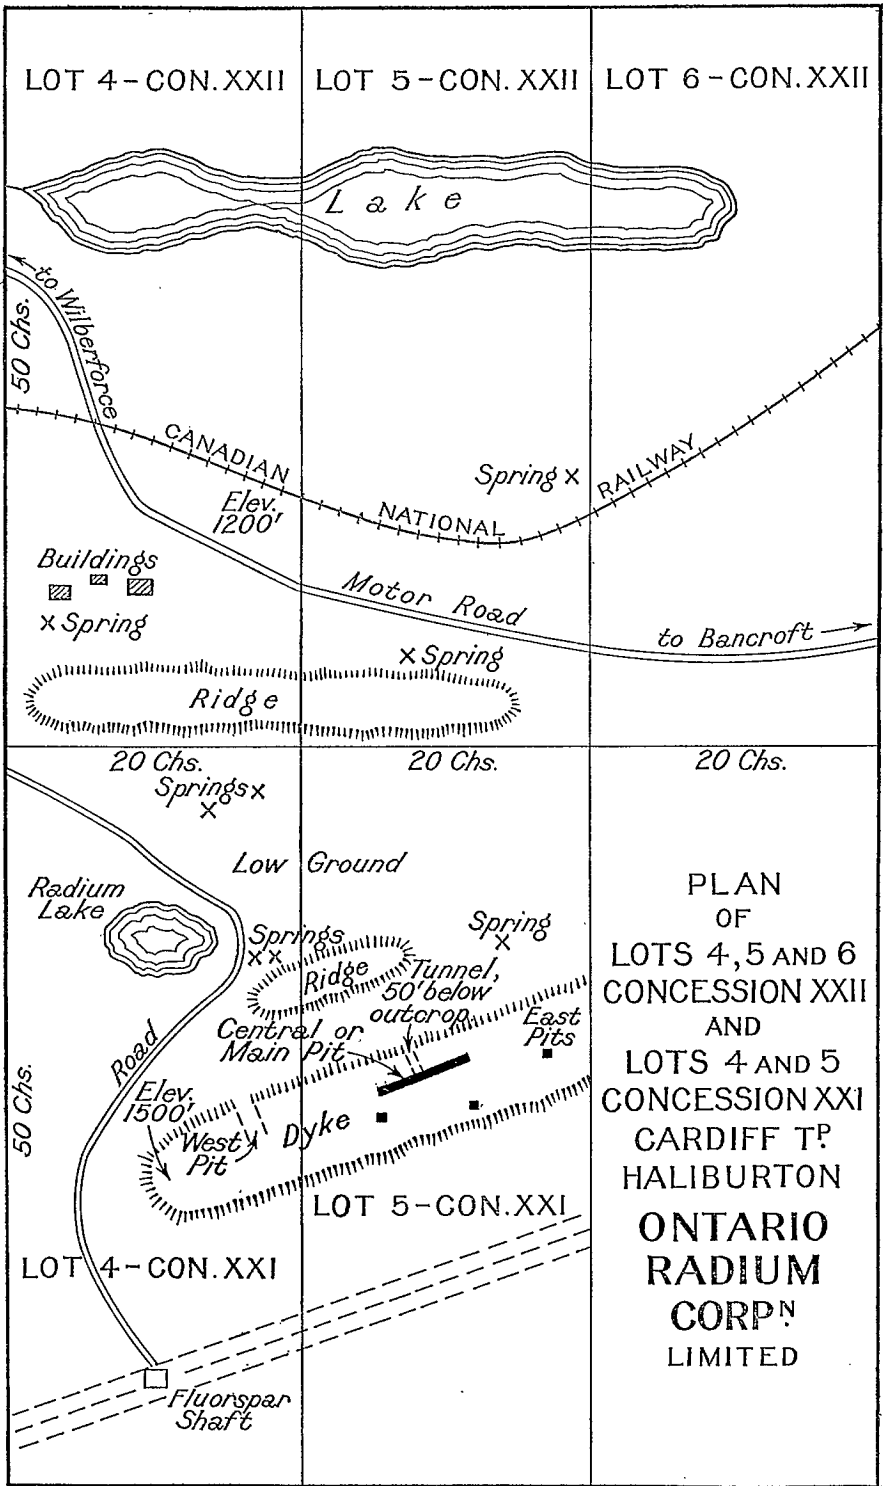 LOT 4 – CON. XXII
LOT 5 – CON. XXII
LOT 6 – CON. XXII
Lake
to Wilberforce
50 Chs.
CANADIAN
NATIONAL
RAILWAY
Spring X
Elev.
1200'
Buildings
X Spring
Motor Road
to Bancroft
X Spring
Ridge
20 Chs.
20 Chs.
20 Chs.
Springs X
X
Low Ground
Radium
Lake
Springs
X X
Spring
X
Ridge
Tunnel,
50' below
outcrop
Central or
Main Pit
East
Pits
Road
50 Chs.
Elev.
1500'
West
Pit
Dyke
LOT 5 – CON. XXI
LOT 4 – CON. XXI
Fluorspar
Shaft
PLAN
OF
LOTS 4, 5 AND 6
CONCESSION XXII
AND
LOTS 4 AND 5
CONCESSION XXI
CARDIFF TP.
HALIBURTON
ONTARIO
RADIUM
CORPN.
LIMITED